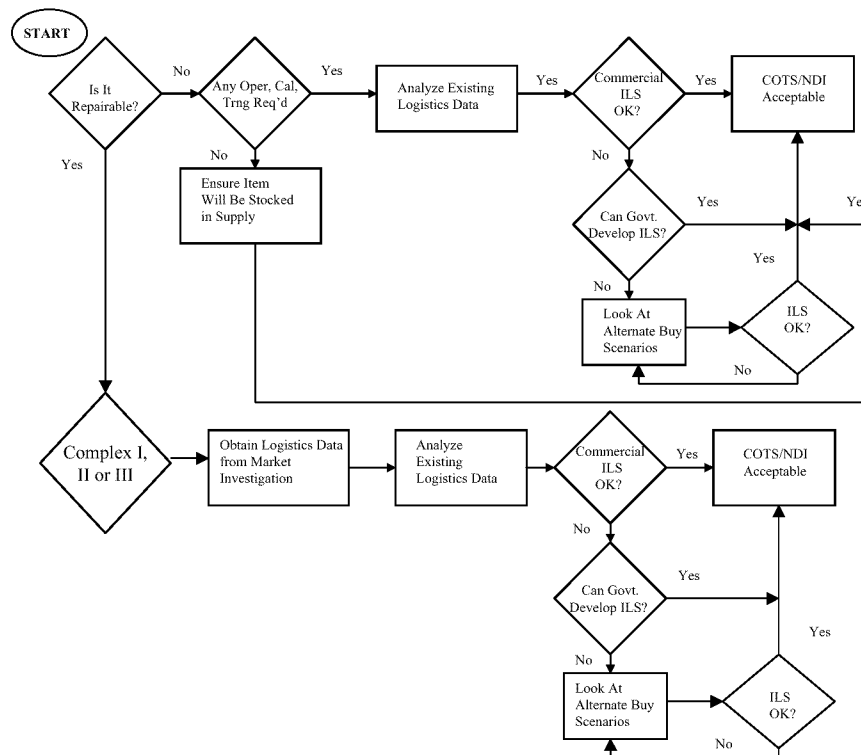 START
Is It
Repairable?
No
Any Oper, Cal,
Trng Req'd
Yes
Analyze Existing
Logistics Data
Yes
Commercial
ILS
OK?
Yes
COTS/NDI
Acceptable
Yes
No
Ensure Item
Will Be Stocked
in Supply
No
Can Govt.
Develop ILS?
Yes
Yes
No
Look At
Alternate Buy
Scenarios
ILS
OK?
No
Complex I,
II or III
Obtain Logistics Data
from Market
Investigation
Analyze
Existing
Logistics Data
Commercial
ILS
OK?
Yes
COTS/NDI
Acceptable
No
Can Govt.
Develop ILS?
Yes
Yes
No
Look At
Alternate Buy
Scenarios
ILS
OK?
No